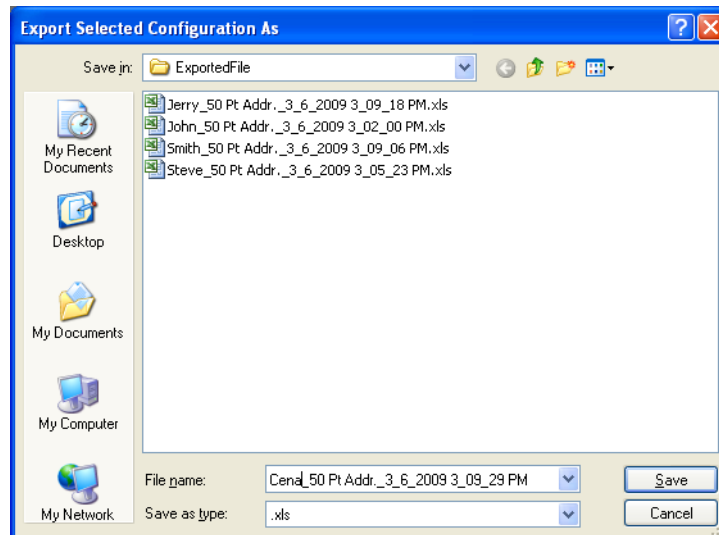 Export Selected Configuration As
Save in: ExportedFile
Jerry_50 Pt Addr._3_6_2009 3_09_18 PM.xls
John_50 Pt Addr._3_6_2009 3_02_00 PM.xls
Smith_50 Pt Addr._3_6_2009 3_09_06 PM.xls
Steve_50 Pt Addr._3_6_2009 3_05_23 PM.xls
My Recent
Documents
Desktop
My Documents
My Computer
My Network
File name: Cena_50 Pt Addr._3_6_2009 3_09_29 PM Save
Save as type: .xls Cancel